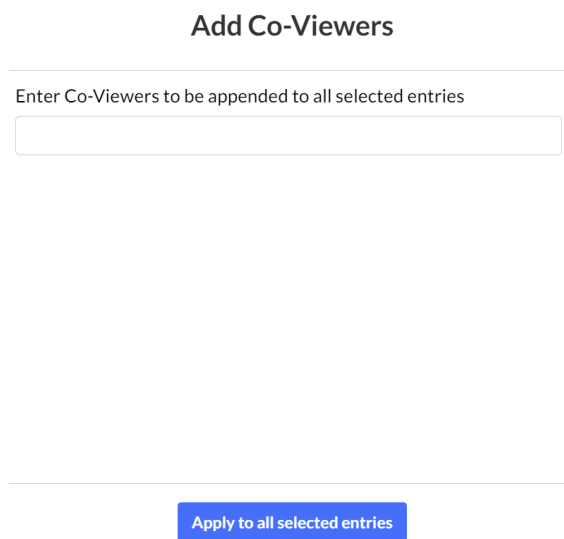 Add Co-Viewers
Enter Co-Viewers to be appended to all selected entries
Apply to all selected entries